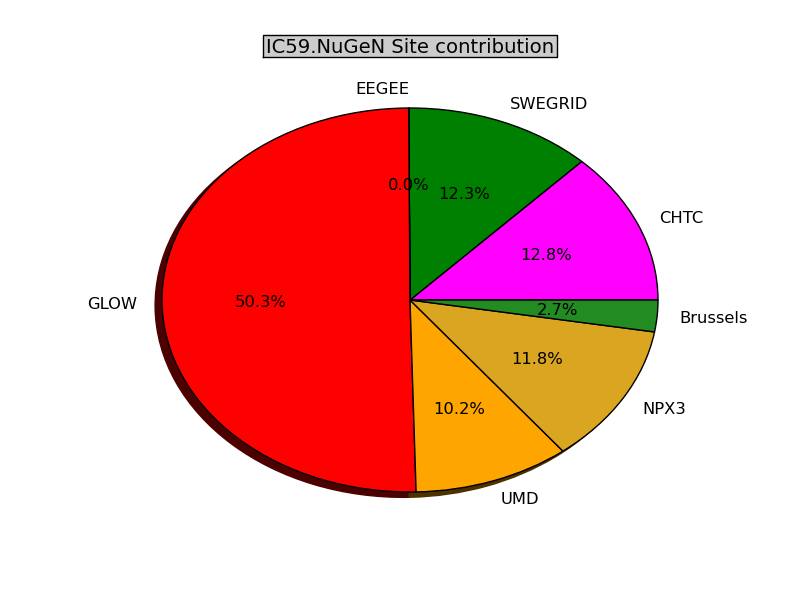 IC59.NuGeN Site contribution
EEGEE
SWEGRID
0.0%
12.3%
CHTC
12.8%
GLOW
50.3%
2.7%
Brussels
11.8%
10.2%
NPX3
UMD